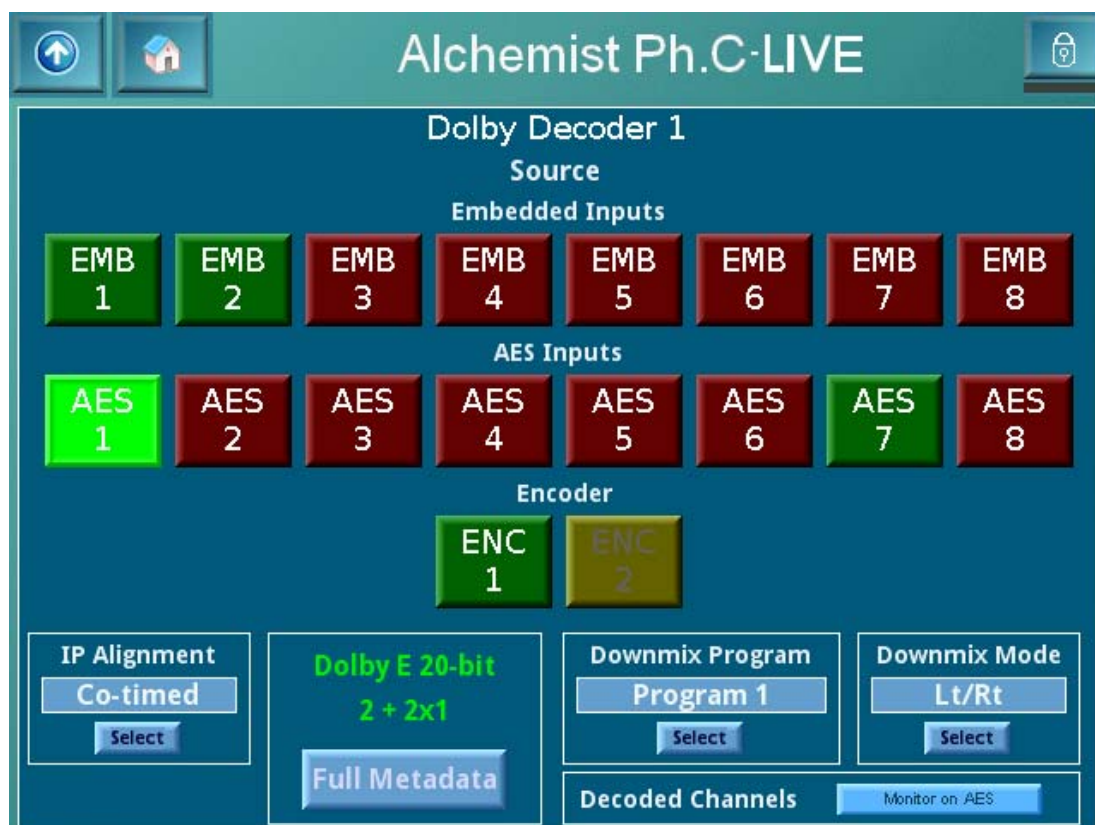 Alchemist Ph.C-LIVE
Dolby Decoder 1
Source
Embedded Inputs
EMB 1
EMB 2
EMB 3
EMB 4
EMB 5
EMB 6
EMB 7
EMB 8
AES Inputs
AES 1
AES 2
AES 3
AES 4
AES 5
AES 6
AES 7
AES 8
Encoder
ENC 1
ENC 2
IP Alignment
Co-timed
Select
Dolby E 20-bit
2 + 2x1
Full Metadata
Downmix Program
Program 1
Select
Downmix Mode
Lt/Rt
Select
Decoded Channels
Monitor on AES